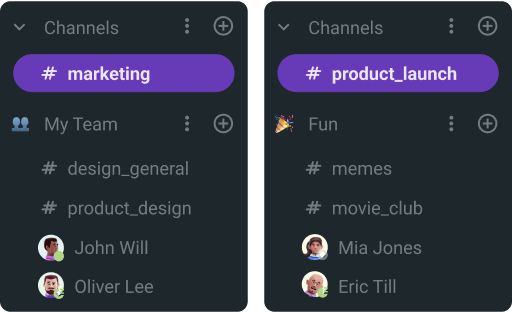 Channels
# marketing
My Team
# design_general
# product_design
John Will
Oliver Lee
Channels
# product_launch
Fun
# memes
# movie_club
Mia Jones
Eric Till